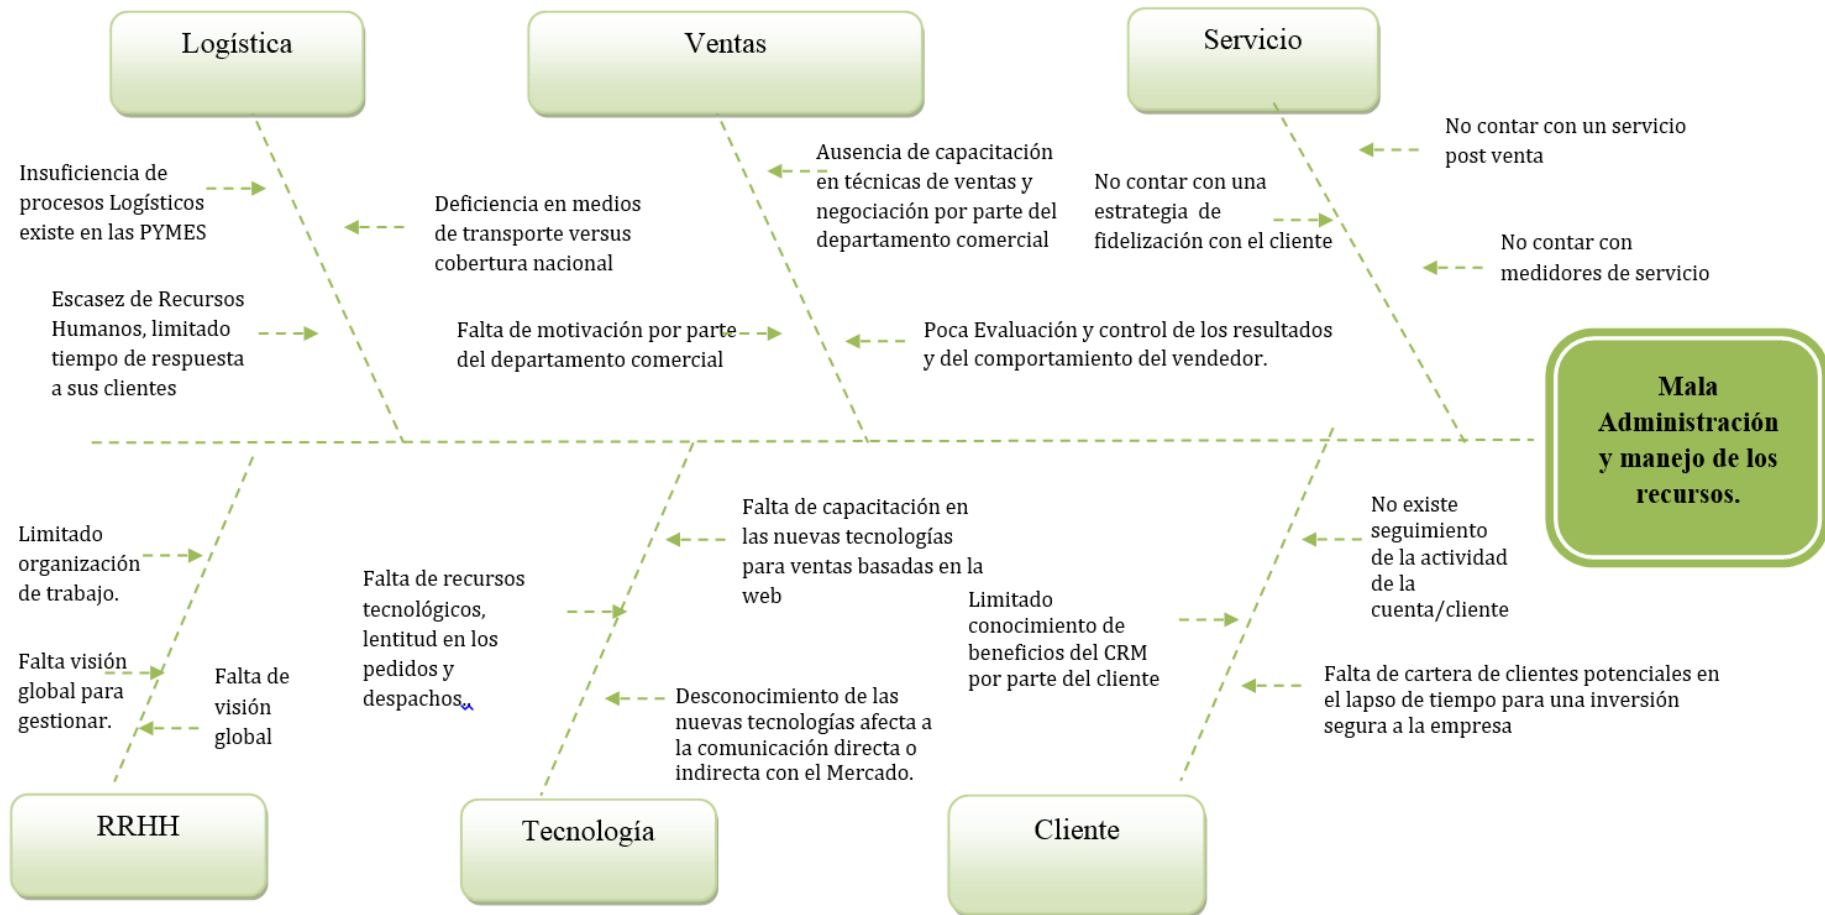 Logística
Ventas
Servicio
Insuficiencia de
procesos Logísticos
existe en las PYMES
Deficiencia en medios
de transporte versus
cobertura nacional
Escasez de Recursos
Humanos, limitado
tiempo de respuesta
a sus clientes
Ausencia de capacitación
en técnicas de ventas y
negociación por parte del
departamento comercial
Falta de motivación por parte
del departamento comercial
Poca Evaluación y control de los resultados
y del comportamiento del vendedor.
No contar con un servicio
post venta
No contar con una
estrategia de
fidelización con el cliente
No contar con
medidores de servicio
Mala
Administración
y manejo de los
recursos.
Limitado
organización
de trabajo.
Falta visión
global para
gestionar.
Falta de
visión
global
Falta de capacitación en
las nuevas tecnologías
para ventas basadas en la
web
Falta de recursos
tecnológicos,
lentitud en los
pedidos y
despachos..
Desconocimiento de las
nuevas tecnologías afecta a
la comunicación directa o
indirecta con el Mercado.
No existe
seguimiento
de la actividad
de la
cuenta/cliente
Limitado
conocimiento de
beneficios del CRM
por parte del cliente
Falta de cartera de clientes potenciales en
el lapso de tiempo para una inversión
segura a la empresa
RRHH
Tecnología
Cliente